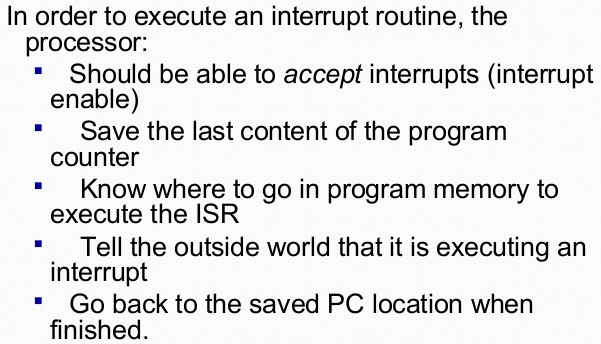 In order to execute an interrupt routine, the
processor:
▪ Should be able to accept interrupts (interrupt
enable)
▪ Save the last content of the program
counter
▪ Know where to go in program memory to
execute the ISR
▪ Tell the outside world that it is executing an
interrupt
▪ Go back to the saved PC location when
finished.